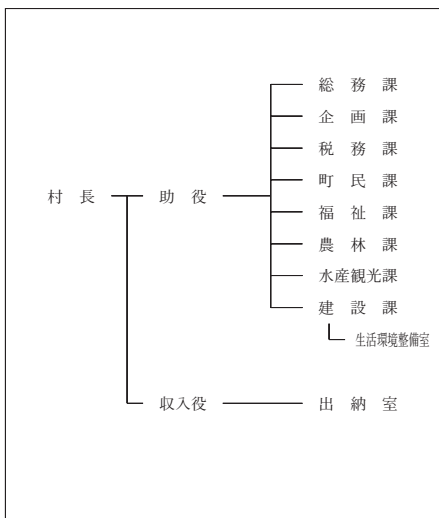 総務課
企画課
税務課
村長 助役 町民課
福祉課
農林課
水産観光課
建設課
生活環境整備室
収入役 出納室